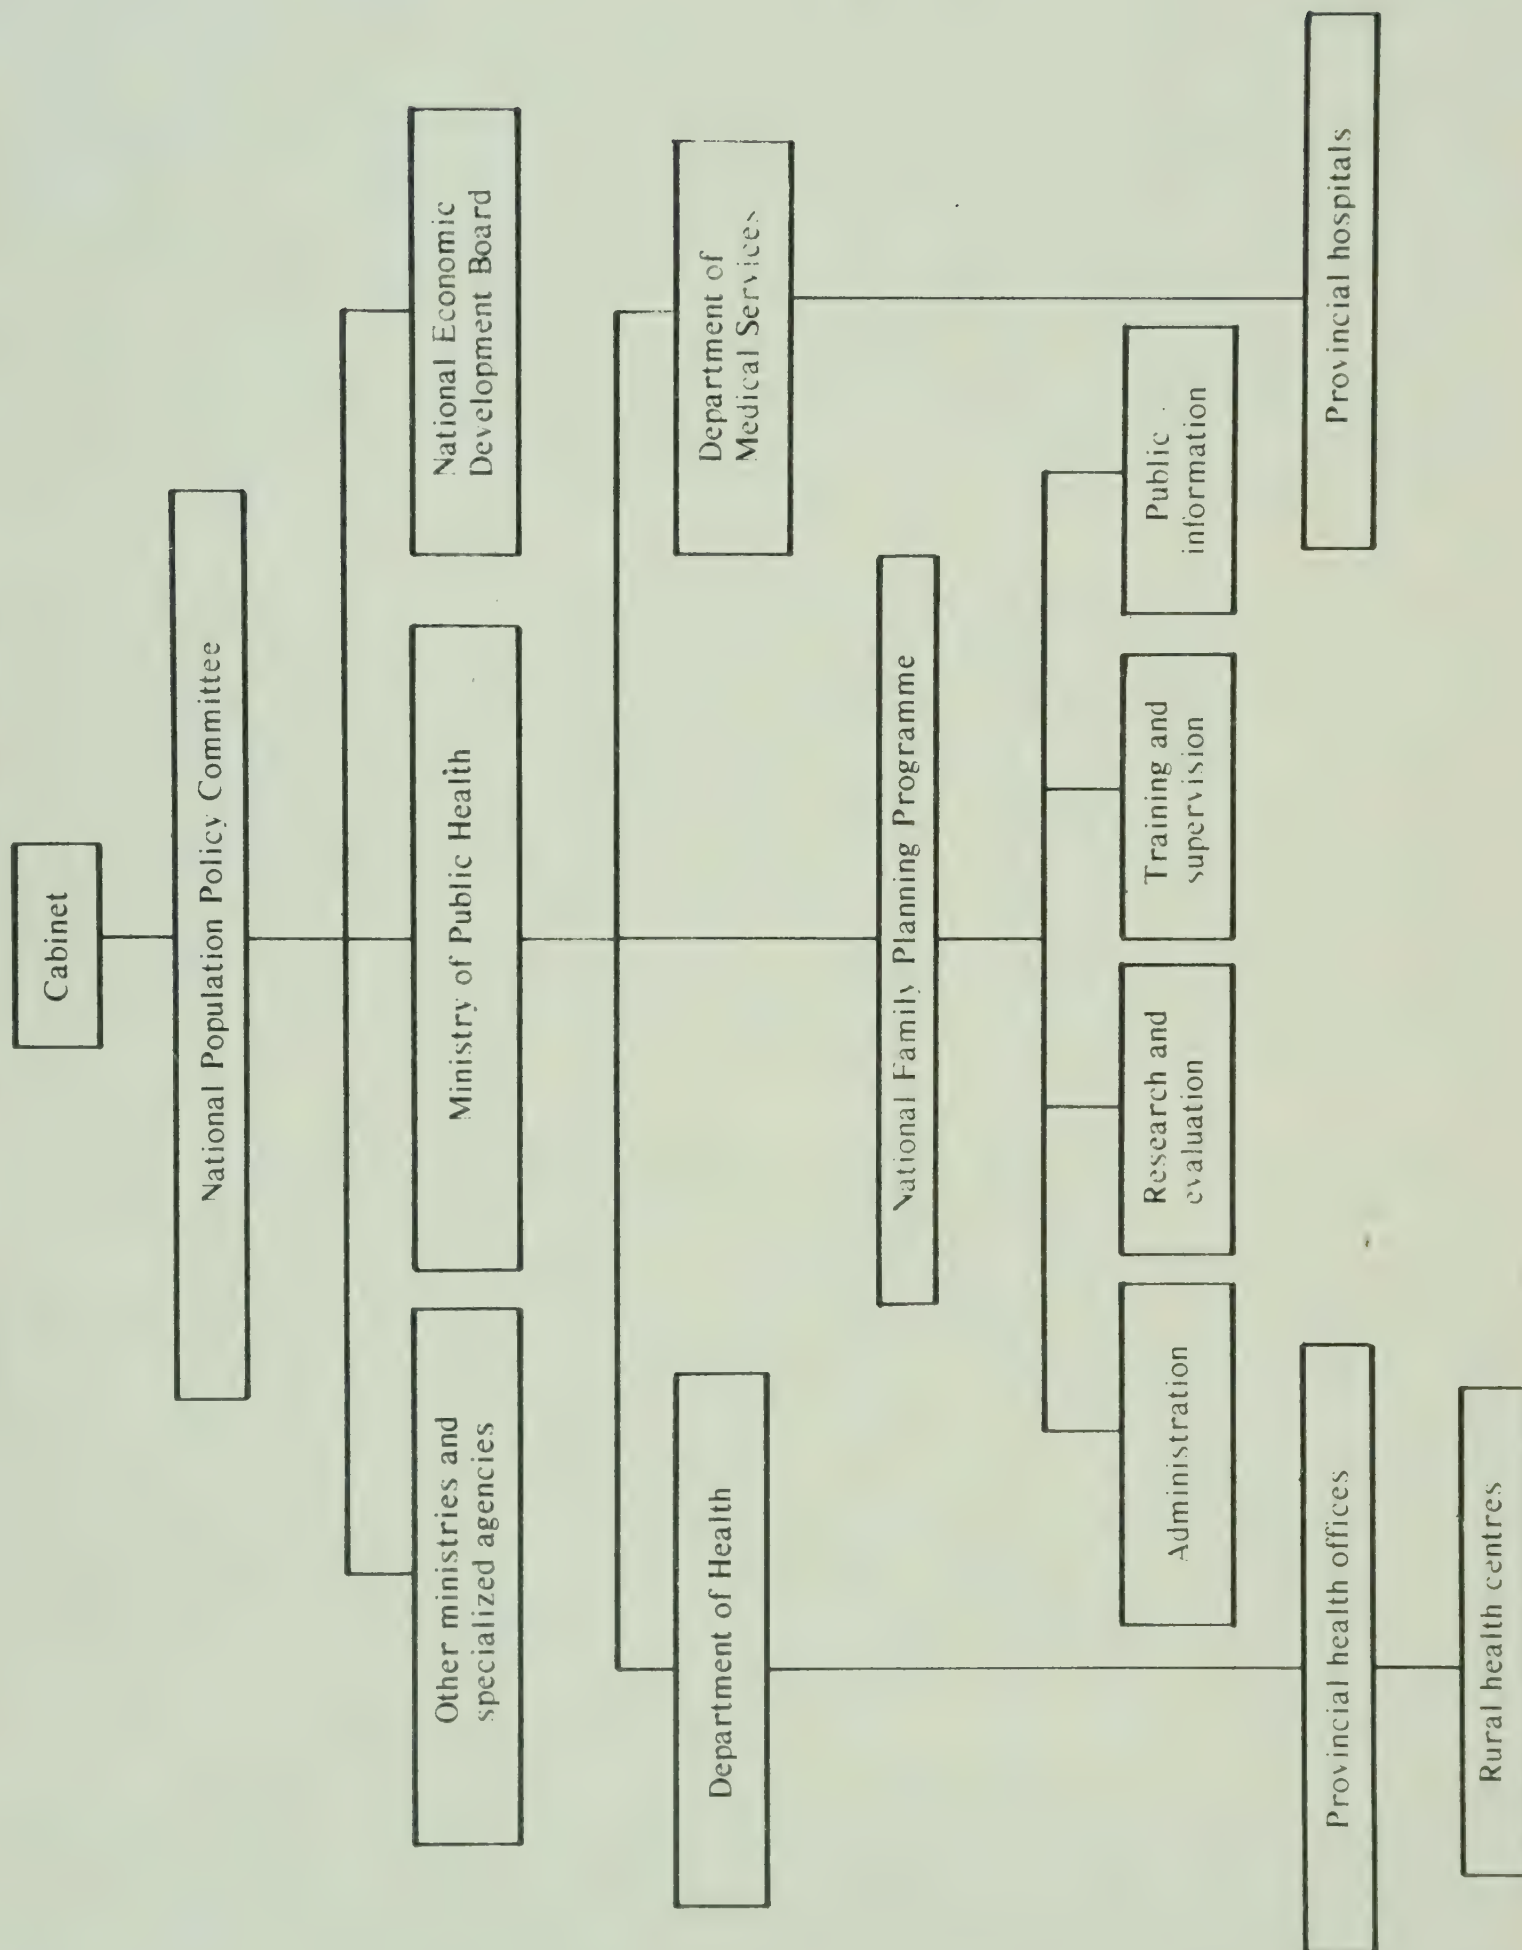 Cabinet
National Population Policy Committee
Other ministries and
specialized agencies
Ministry of Public Health
National Economic
Development Board
Department of Health
Department of
Medical Services
National Family Planning Programme
Administration
Research and
evaluation
Training and
supervision
Public
information
Provincial health offices
Provincial hospitals
Rural health centres